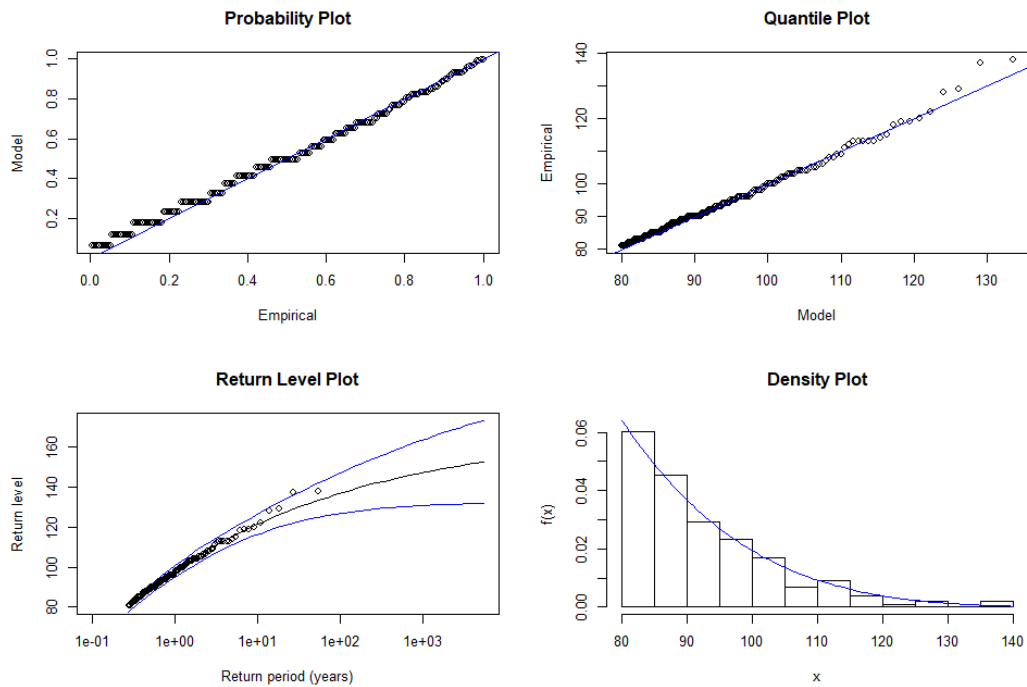 Probability Plot
Model
0.2 0.4 0.6 0.8 1.0
0.0 0.2 0.4 0.6 0.8 1.0
Empirical
Quantile Plot
Empirical
80 90 100 120 140
80 90 100 110 120 130
Model
Return Level Plot
Return level
80 100 120 140 160
1e-01 1e+00 1e+01 1e+02 1e+03
Return period (years)
Density Plot
f(x)
0.00 0.02 0.04 0.06
80 90 100 110 120 130 140
x